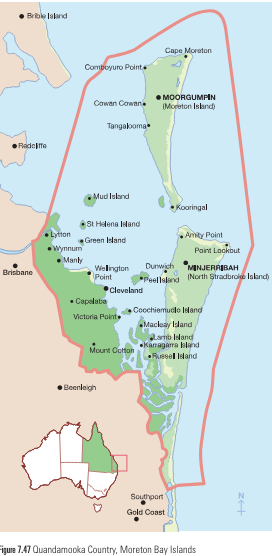 Bribie Island
Cape Moreton
Comboyuro Point
MOORGUMPIN
(Moreton Island)
Cowan Cowan
Tangalooma
Redcliffe
Mud Island
Kooringal
St Helena Island
Lytton
Green Island
Amity Point
Wynnum
Point Lookout
Manly
Brisbane
Wellington
Point
Dunwich
MINJERRIBAH
(North Stradbroke Island)
Peel Island
Cleveland
Capalaba
Coochiemudlo Island
Victoria Point
Macleay Island
Lamb Island
Karragarra Island
Mount Cotton
Russell Island
Beenleigh
Southport
Gold Coast
N
Figure 7.47 Quandamooka Country, Moreton Bay Islands